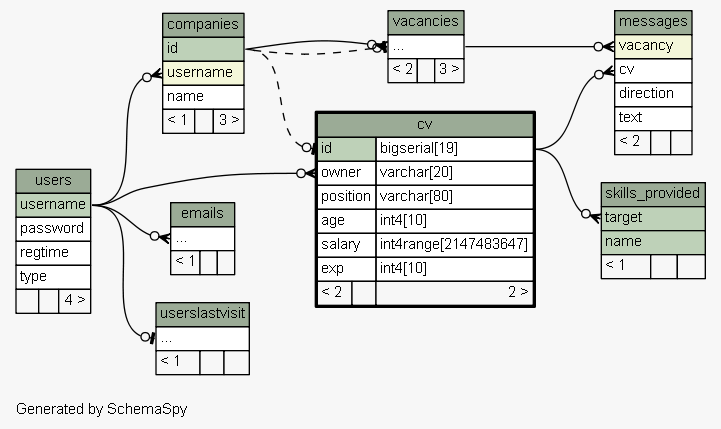 companies
id
username
name
< 1 3 >
vacancies
...
< 2 3 >
messages
vacancy
cv
direction
text
< 2
cv
id bigserial[19]
owner varchar[20]
position varchar[80]
age int4[10]
salary int4range[2147483647]
exp int4[10]
< 2 2 >
users
username
password
regtime
type
4 >
emails
...
< 1
skills_provided
target
name
< 1
userslastvisit
...
< 1
Generated by SchemaSpy